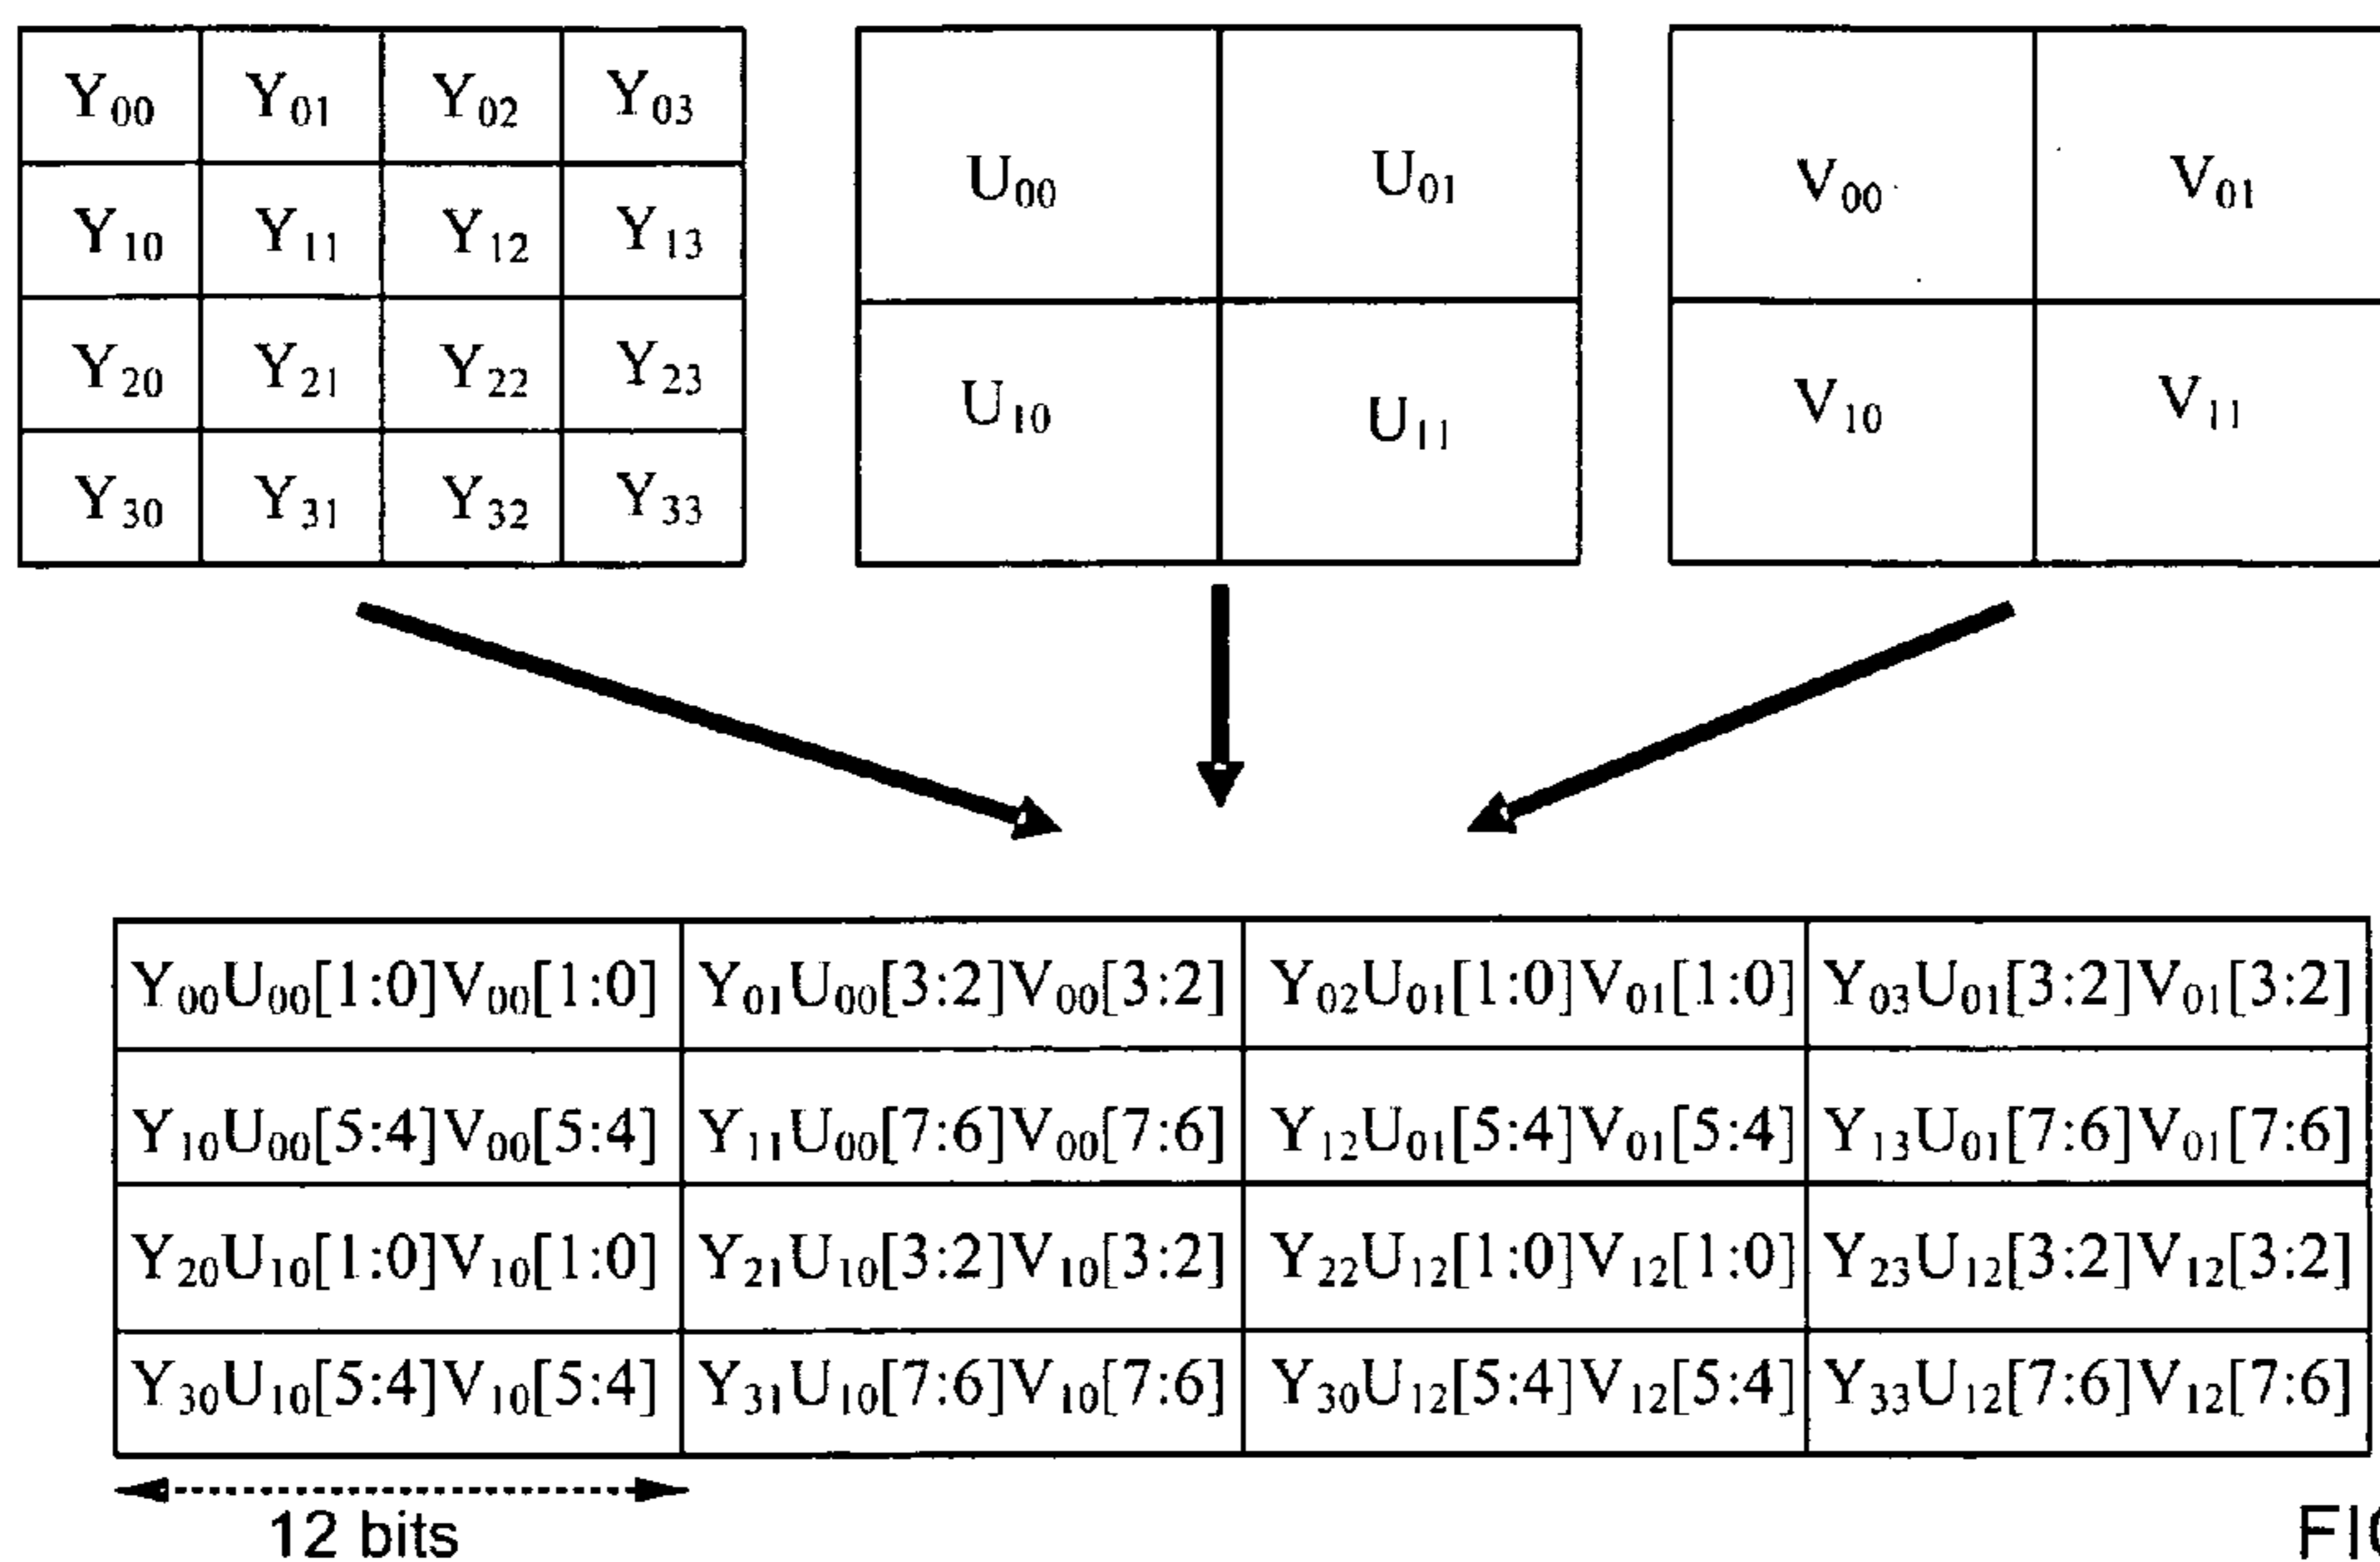 Y00 Y01 Y02 Y03
Y10 Y11 Y12 Y13
Y20 Y21 Y22 Y23
Y30 Y31 Y32 Y33
U00 U01
U10 U11
V00 V01
V10 V11
Y00U00[1:0]V00[1:0] Y01U00[3:2]V00[3:2] Y02U01[1:0]V01[1:0] Y03U01[3:2]V01[3:2]
Y10U00[5:4]V00[5:4] Y11U00[7:6]V00[7:6] Y12U01[5:4]V01[5:4] Y13U01[7:6]V01[7:6]
Y20U10[1:0]V10[1:0] Y21U10[3:2]V10[3:2] Y22U12[1:0]V12[1:0] Y23U12[3:2]V12[3:2]
Y30U10[5:4]V10[5:4] Y31U10[7:6]V10[7:6] Y30U12[5:4]V12[5:4] Y33U12[7:6]V12[7:6]
12 bits